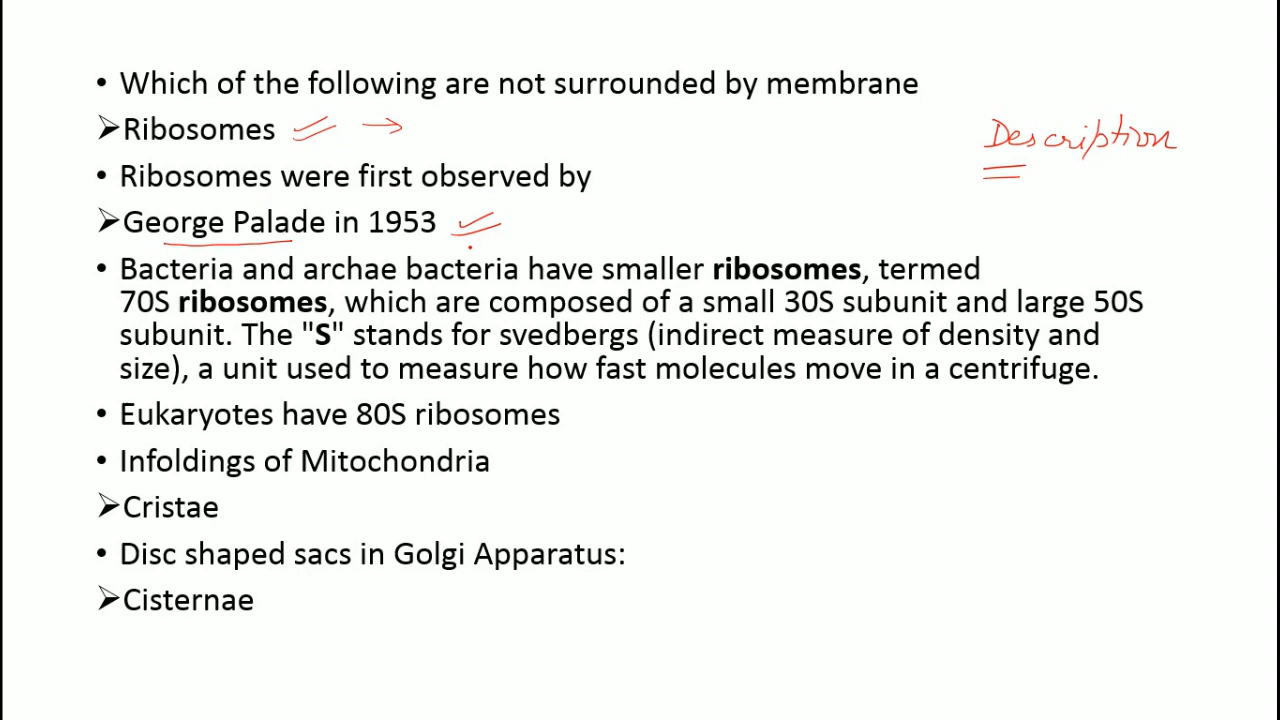 • Which of the following are not surrounded by membrane
➢Ribosomes
Description
• Ribosomes were first observed by
➢George Palade in 1953
• Bacteria and archae bacteria have smaller ribosomes, termed
70S ribosomes, which are composed of a small 30S subunit and large 50S
subunit. The "S" stands for svedbergs (indirect measure of density and
size), a unit used to measure how fast molecules move in a centrifuge.
• Eukaryotes have 80S ribosomes
• Infoldings of Mitochondria
➢Cristae
• Disc shaped sacs in Golgi Apparatus:
➢Cisternae